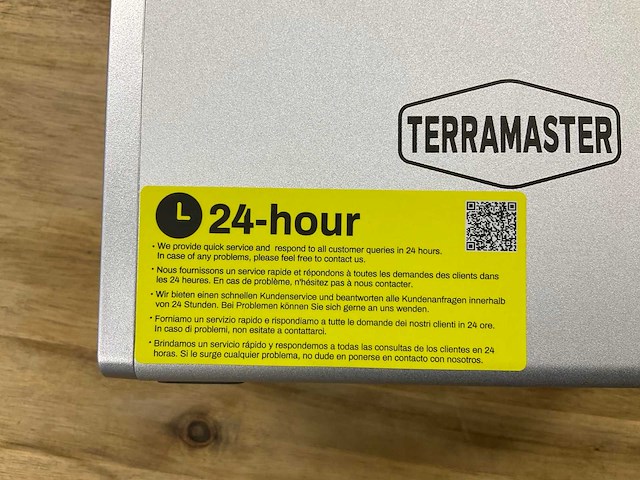 TERRAMASTER
24-hour
• We provide quick service and respond to all customer queries in 24 hours.
In case of any problems, please feel free to contact us.
• Nous fournissons un service rapide et répondons à toutes les demandes des clients dans
les 24 heures. En cas de problème, n'hésitez pas à nous contacter.
• Wir bieten einen schnellen Kundenservice und beantworten alle Kundenanfragen innerhalb
von 24 Stunden. Bei Problemen können Sie sich gerne an uns wenden.
• Forniamo un servizio rapido e rispondiamo a tutte le domande dei nostri clienti in 24 ore.
In caso di problemi, non esitate a contattarci.
• Brindamos un servicio rápido y respondemos a todas las consultas de los clientes en 24
horas. Si le surge cualquier problema, no dude en ponerse en contacto con nosotros.